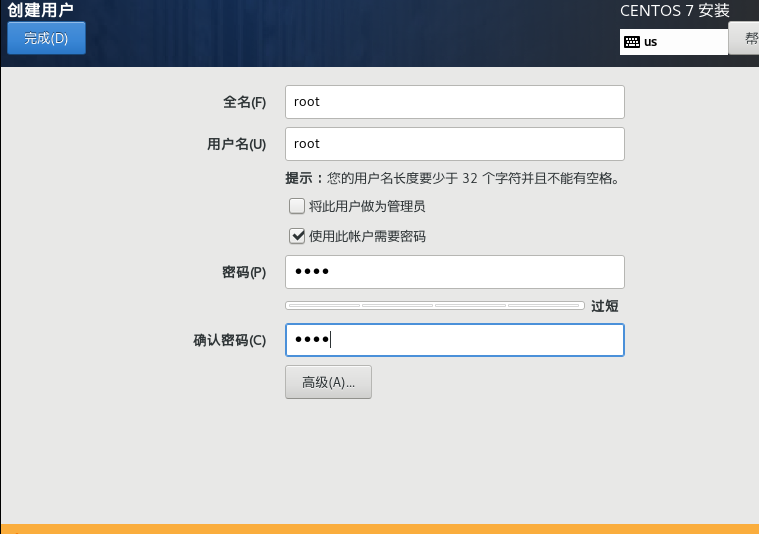 创建用户
CENTOS 7 安装
完成(D)
us
帮
全名(F)
root
用户名(U)
root
提示：您的用户名长度要少于 32 个字符并且不能有空格。
将此用户做为管理员
使用此帐户需要密码
密码(P)
••••
过短
确认密码(C)
••••
高级(A)...